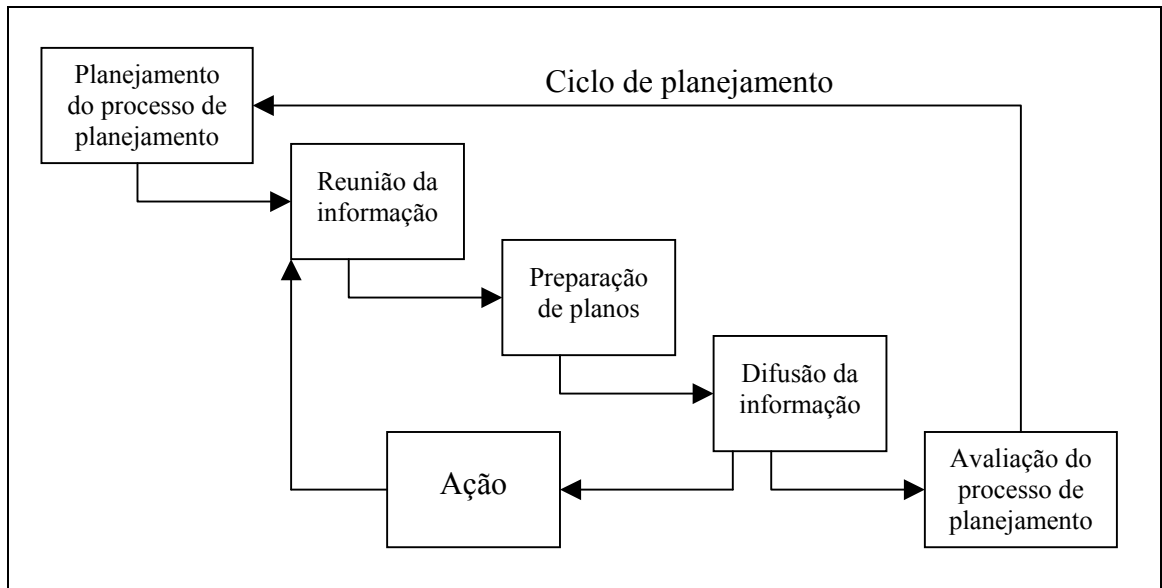 Planejamento
do processo de
planejamento
Ciclo de planejamento
Reunião da
informação
Preparação
de planos
Difusão da
informação
Ação
Avaliação do
processo de
planejamento